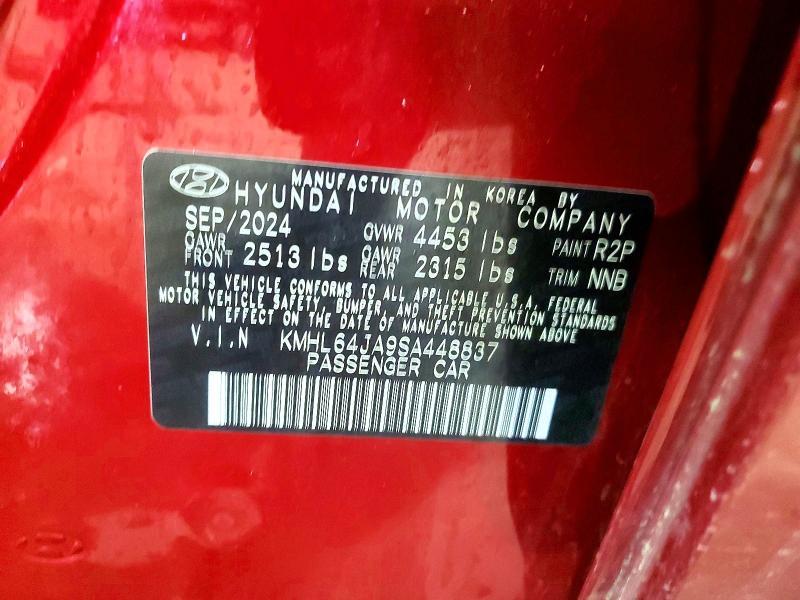 MANUFACTURED IN KOREA BY
HYUNDAI MOTOR COMPANY
SEP/2024 GVWR 4453 lbs PAINT R2P
GAWR FRONT 2513 lbs GAWR REAR 2315 lbs TRIM NNB
THIS VEHICLE CONFORMS TO ALL APPLICABLE U.S.A. FEDERAL
MOTOR VEHICLE SAFETY, BUMPER, AND THEFT PREVENTION STANDARDS
IN EFFECT ON THE DATE OF MANUFACTURE SHOWN ABOVE
V.I.N KMHL64JA9SA448837
PASSENGER CAR